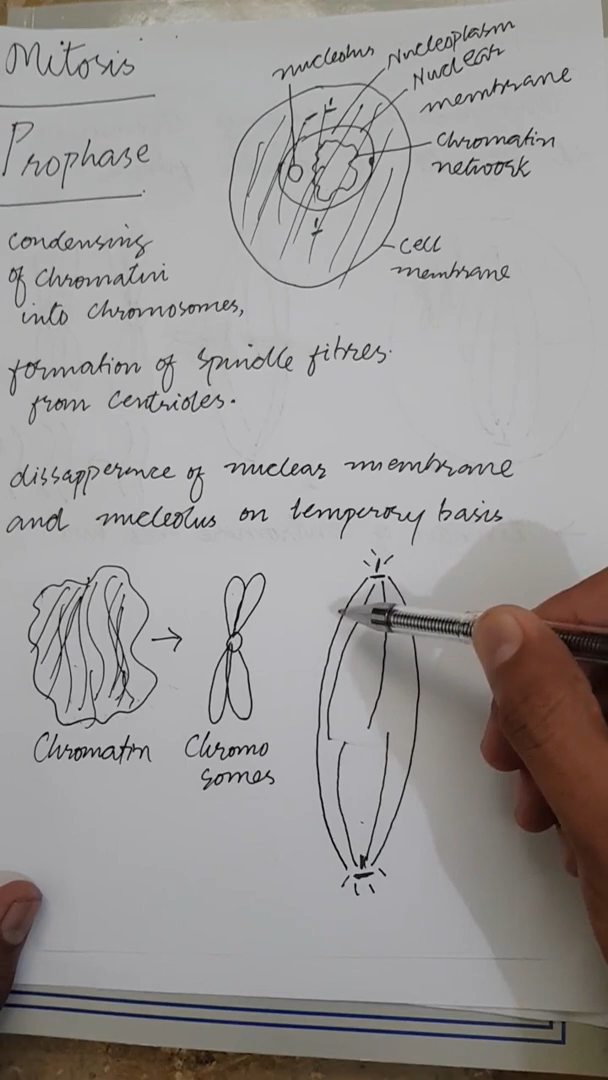 Mitosis
Prophase
nucleolus
Nucleoplasm
Nuclear
membrane
Chromatin
network
Cell
membrane
condensing
of chromatin
into chromosomes,
formation of spindle fibres.
from centrioles.
dissapperence of nuclear membrane
and nucleolus on temperory basis
Chromatin
Chromo
somes